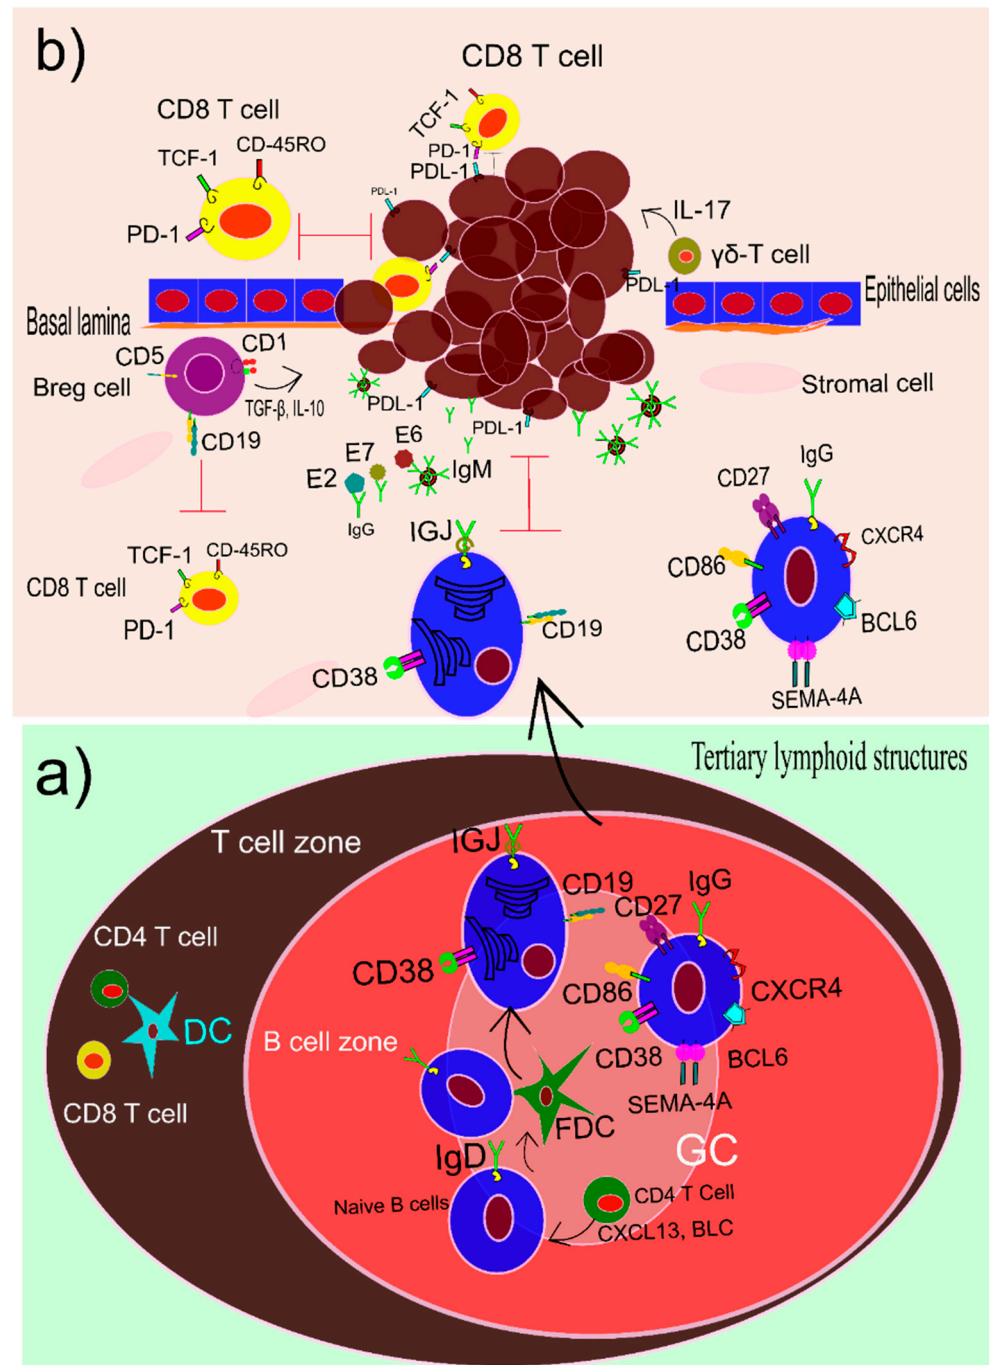 b)
CD8 T cell
CD8 T cell
TCF-1
CD-45RO
PD-1
TCF-1
PD-1
PDL-1
PDL-1
IL-17
γδ-T cell
PDL-1
Epithelial cells
Basal lamina
CD5
CD1
Breg cell
TGF-β, IL-10
CD19
PDL-1
PDL-1
Stromal cell
E6
E7
E2
IgM
IgG
IGJ
CD19
CD38
TCF-1
CD-45RO
CD8 T cell
PD-1
IgG
CD27
CXCR4
CD86
BCL6
CD38
SEMA-4A
a)
Tertiary lymphoid structures
T cell zone
IGJ
CD19
IgG
CD27
CD4 T cell
CD38
CD86
CXCR4
DC
B cell zone
CD38
BCL6
CD8 T cell
SEMA-4A
FDC
GC
IgD
Naive B cells
CD4 T Cell
CXCL13, BLC